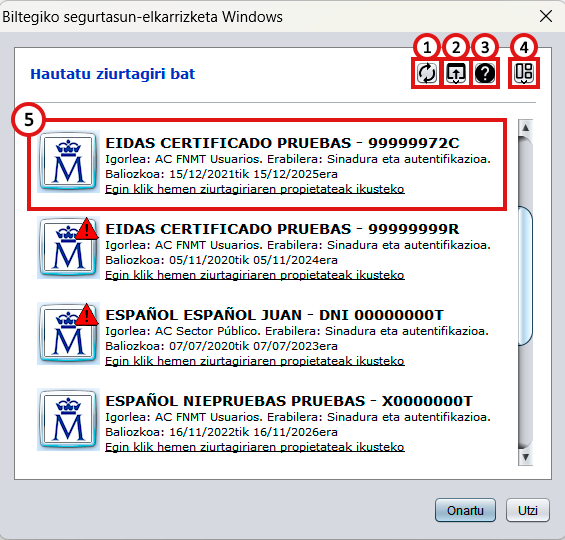 Biltegiko segurtasun-elkarrizketa Windows
1 2 3 4
Hautatu ziurtagiri bat
5
EIDAS CERTIFICADO PRUEBAS - 99999972C
Igorlea: AC FNMT Usuarios. Erabilera: Sinadura eta autentifikazioa.
Baliozkoa: 15/12/2021tik 15/12/2025era
Egin klik hemen ziurtagiriaren propietateak ikusteko
EIDAS CERTIFICADO PRUEBAS - 99999999R
Igorlea: AC FNMT Usuarios. Erabilera: Sinadura eta autentifikazioa.
Baliozkoa: 05/11/2020tik 05/11/2024era
Egin klik hemen ziurtagiriaren propietateak ikusteko
ESPAÑOL ESPAÑOL JUAN - DNI 00000000T
Igorlea: AC Sector Público. Erabilera: Sinadura eta autentifikazioa.
Baliozkoa: 07/07/2020tik 07/07/2023era
Egin klik hemen ziurtagiriaren propietateak ikusteko
ESPAÑOL NIEPRUEBAS PRUEBAS - X0000000T
Igorlea: AC FNMT Usuarios. Erabilera: Sinadura eta autentifikazioa.
Baliozkoa: 16/11/2022tik 16/11/2026era
Egin klik hemen ziurtagiriaren propietateak ikusteko
Onartu Utzi